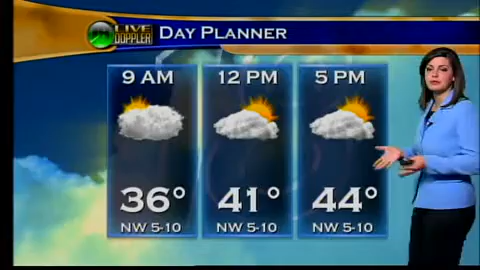 LIVE
DOPPLER
DAY PLANNER
9 AM
12 PM
5 PM
36°
41°
44°
NW 5-10
NW 5-10
NW 5-10